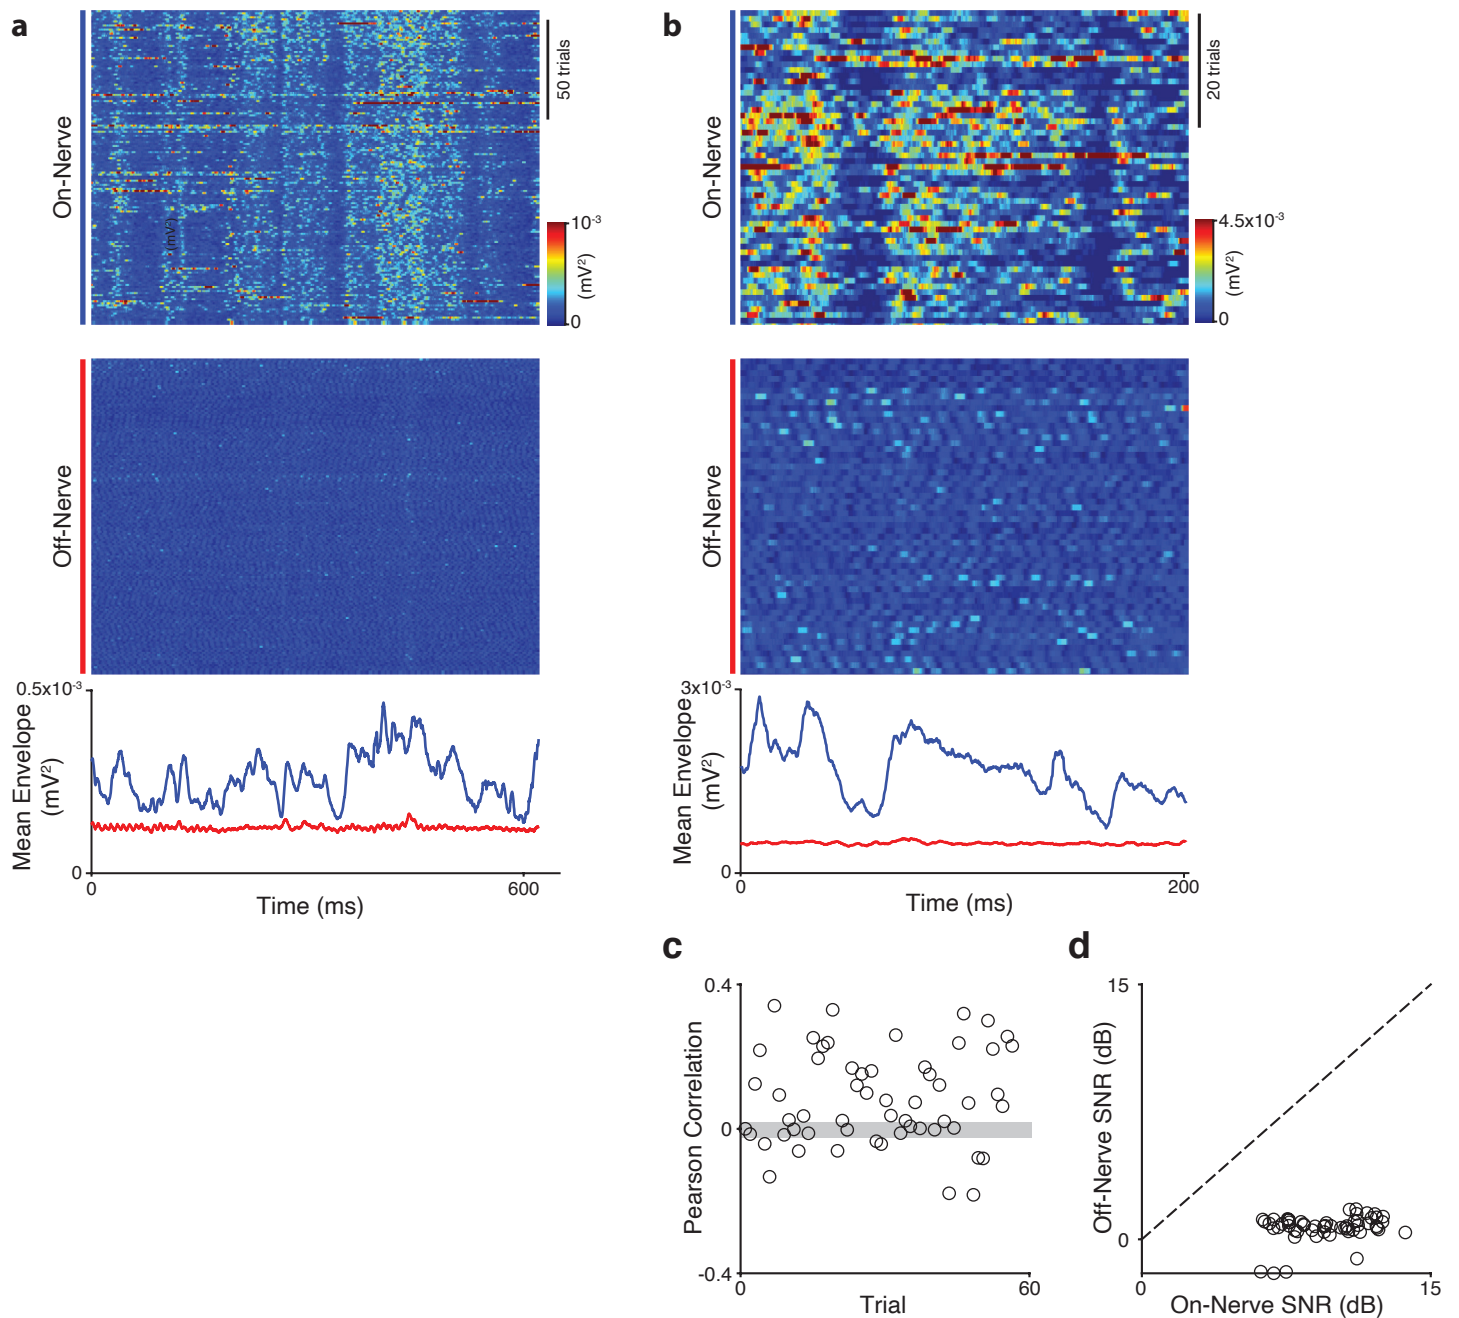 a
On-Nerve
50 trials
10⁻³
(mV²)
0
(mV²)
Off-Nerve
0.5x10⁻³
Mean Envelope
(mV²)
0
0
600
Time (ms)
b
On-Nerve
20 trials
4.5x10⁻³
(mV²)
0
Off-Nerve
3x10⁻³
Mean Envelope
(mV²)
0
0
200
Time (ms)
c
0.4
Pearson Correlation
0
-0.4
0
60
Trial
d
15
Off-Nerve SNR (dB)
0
0
15
On-Nerve SNR (dB)